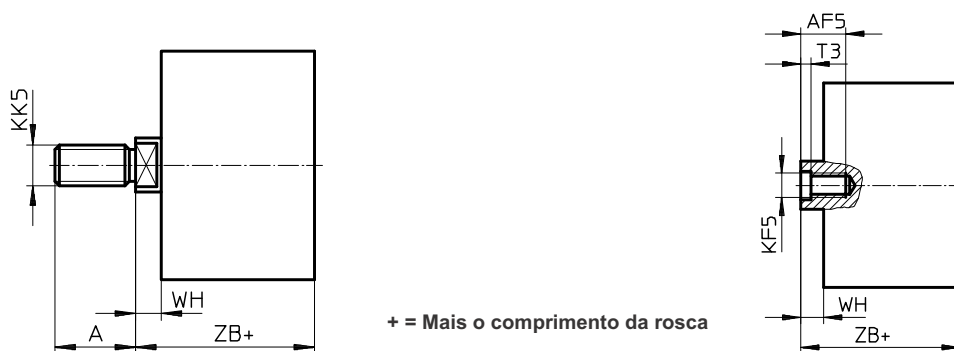 KK5
A
WH
ZB+
+ = Mais o comprimento da rosca
AF5
T3
KF5
WH
ZB+